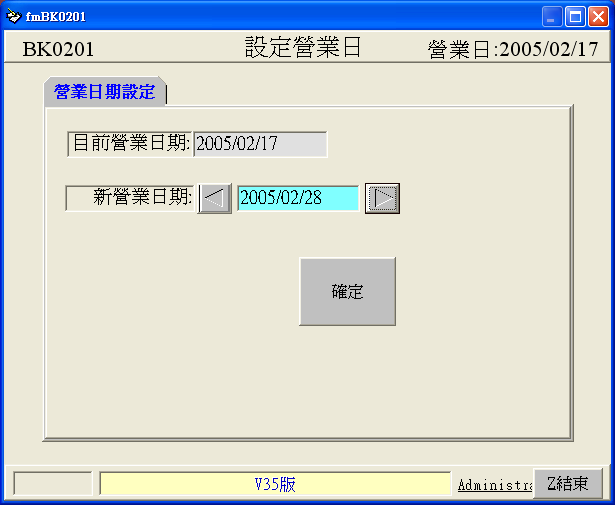 fmBK0201
BK0201 設定營業日 營業日:2005/02/17
營業日期設定
目前營業日期: 2005/02/17
新營業日期: 2005/02/28
確定
V35版 Administra Z結束